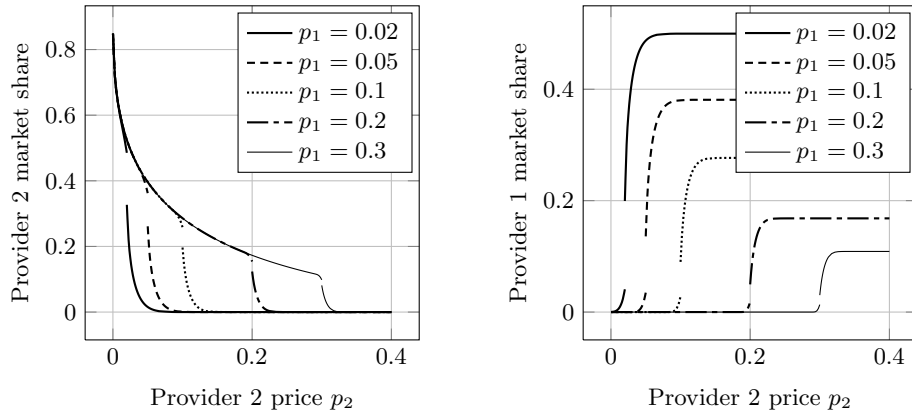 Provider 2 market share
0.8
0.6
0.4
0.2
0
0
0.2
0.4
Provider 2 price p₂
p₁ = 0.02
p₁ = 0.05
p₁ = 0.1
p₁ = 0.2
p₁ = 0.3
Provider 1 market share
0.4
0.2
0
0
0.2
0.4
Provider 2 price p₂
p₁ = 0.02
p₁ = 0.05
p₁ = 0.1
p₁ = 0.2
p₁ = 0.3